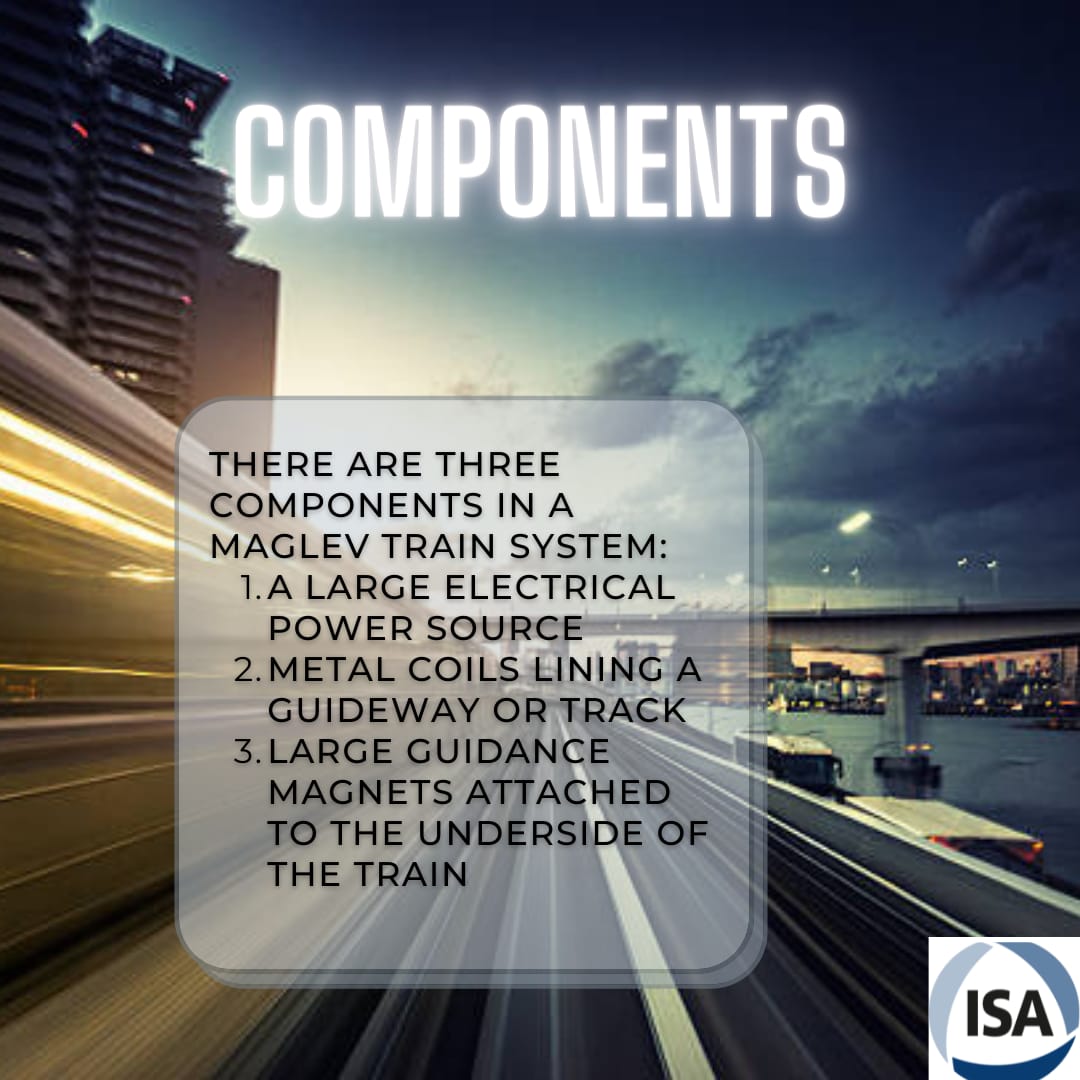 COMPONENTS
THERE ARE THREE
COMPONENTS IN A
MAGLEV TRAIN SYSTEM:
1. A LARGE ELECTRICAL
POWER SOURCE
2. METAL COILS LINING A
GUIDEWAY OR TRACK
3. LARGE GUIDANCE
MAGNETS ATTACHED
TO THE UNDERSIDE OF
THE TRAIN
ISA